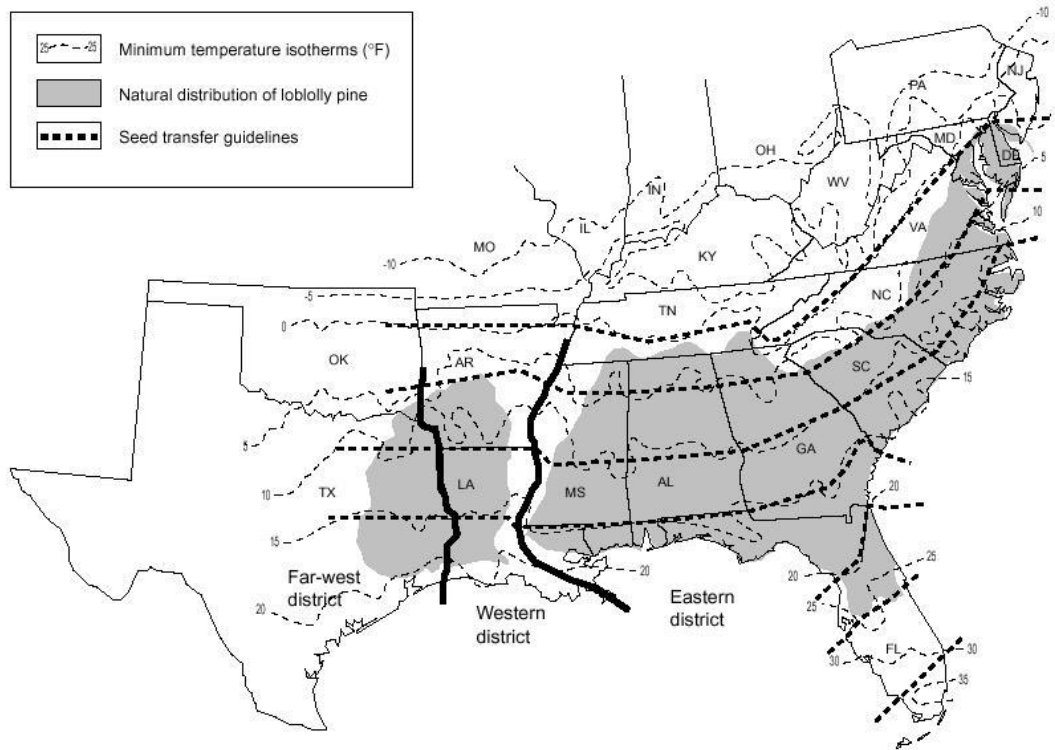 25 25 Minimum temperature isotherms (°F)
Natural distribution of loblolly pine
Seed transfer guidelines
-10
NJ
PA
OH
MD
DE
5
IN
WV
IL
VA
10
MO
KY
-10
-5
TN
NC
0
OK
AR
SC
15
5
GA
TX
LA
MS
AL
10
20
15
20
25
Far-west
district
20
Western
district
Eastern
district
20
25
FL
30
30
35